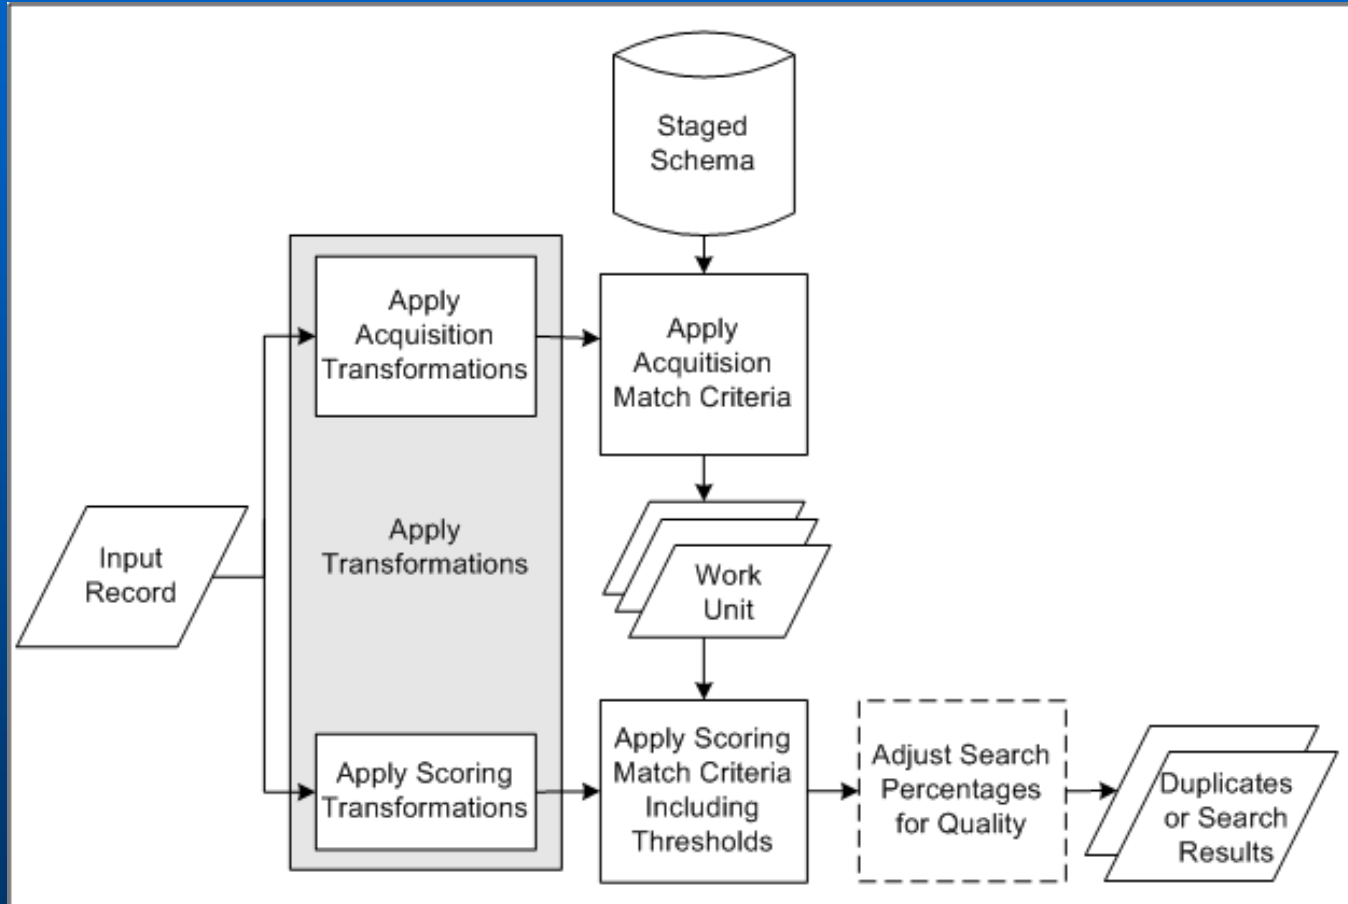 Staged
Schema
Apply
Acquisition
Transformations
Apply
Acquitision
Match Criteria
Apply
Transformations
Input
Record
Work
Unit
Apply Scoring
Transformations
Apply Scoring
Match Criteria
Including
Thresholds
Adjust Search
Percentages
for Quality
Duplicates
or Search
Results